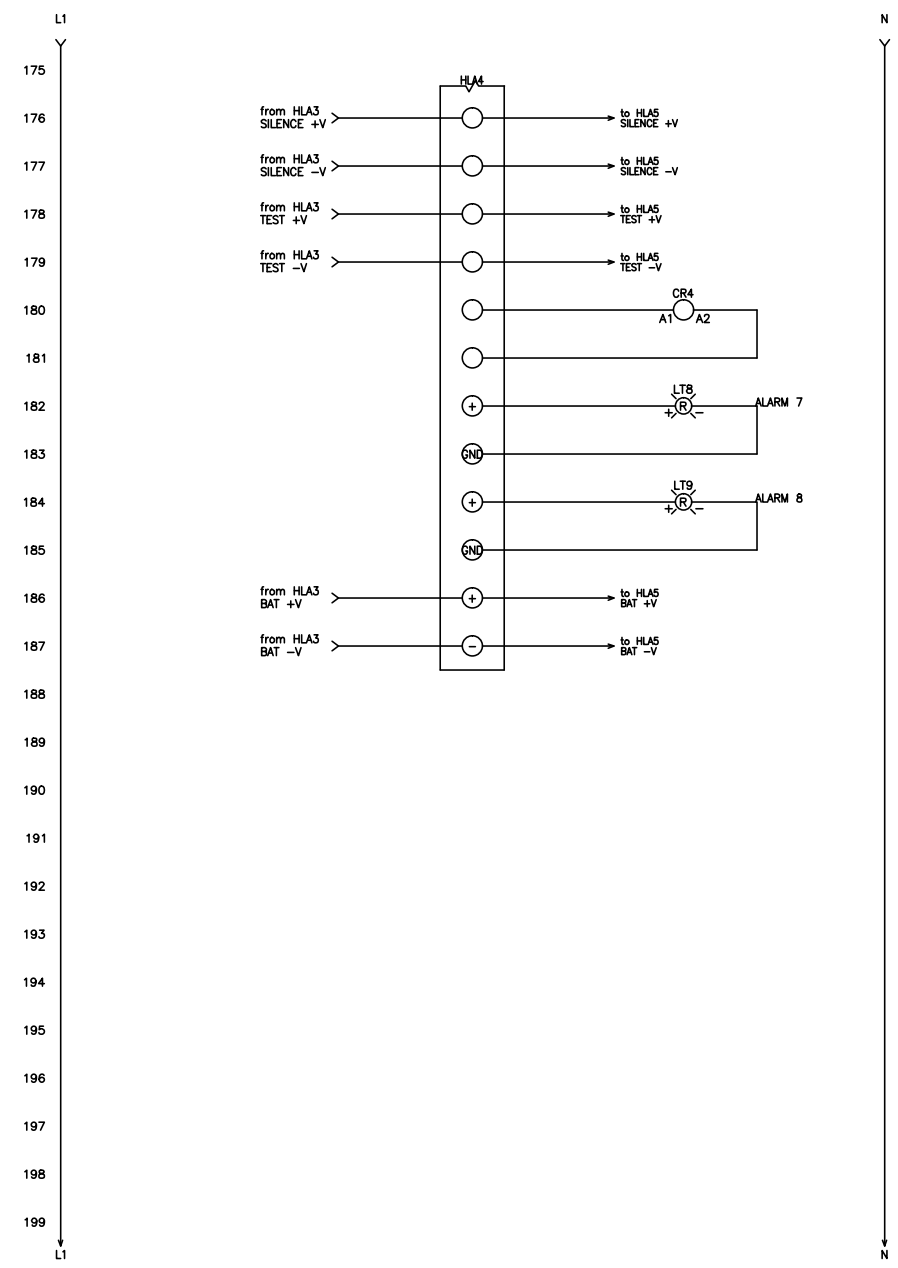 L1 N
175
HLA4
176 from HLA3 to HLA5
SILENCE +V SILENCE +V
177 from HLA3 to HLA5
SILENCE −V SILENCE −V
178 from HLA3 to HLA5
TEST +V TEST +V
179 from HLA3 to HLA5
TEST −V TEST −V
CR4
180 A1 A2
181
LT8
182 + R + − ALARM 7
183 GND
LT9
184 + R + − ALARM 8
185 GND
186 from HLA3 + to HLA5
BAT +V BAT +V
187 from HLA3 − to HLA5
BAT −V BAT −V
188
189
190
191
192
193
194
195
196
197
198
199
L1 N